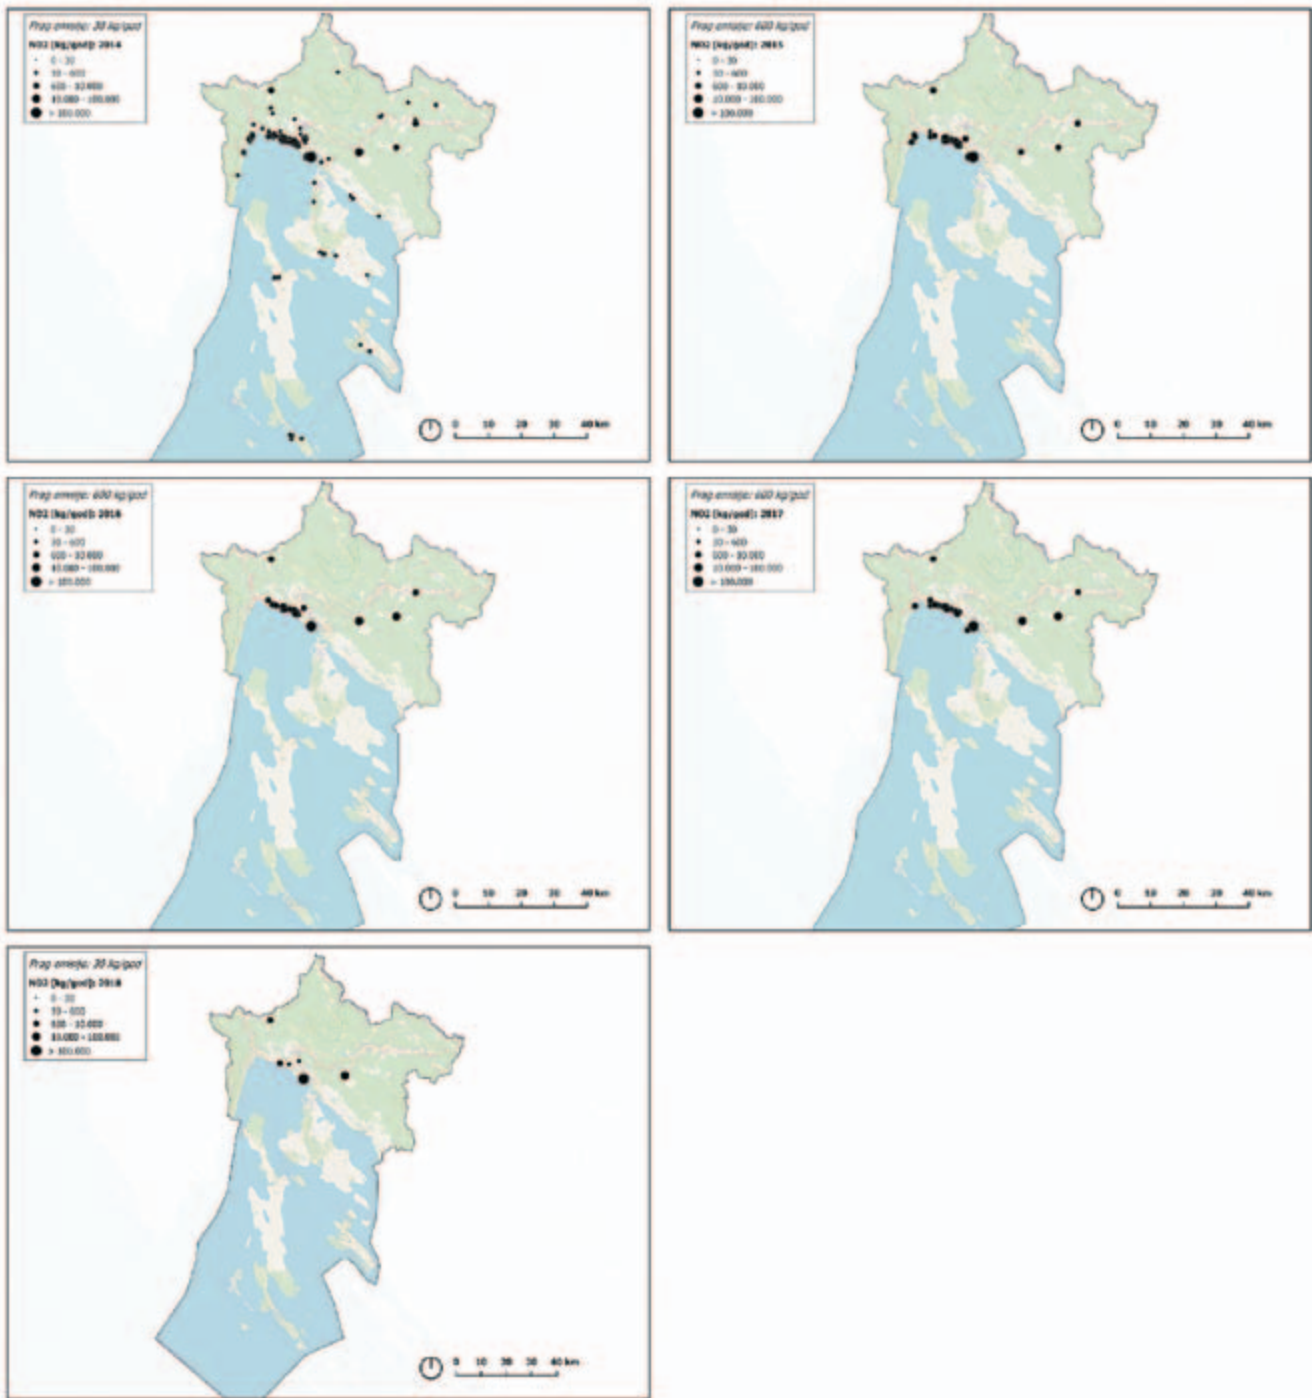 Prag emisije: 30 kg/god
NO2 [kg/god]: 2014
0 - 30
30 - 600
600 - 10.000
10.000 - 100.000
> 100.000
0 10 20 30 40 km
Prag emisije: 600 kg/god
NO2 [kg/god]: 2015
0 - 30
30 - 600
600 - 10.000
10.000 - 100.000
> 100.000
0 10 20 30 40 km
Prag emisije: 600 kg/god
NO2 [kg/god]: 2016
0 - 30
30 - 600
600 - 10.000
10.000 - 100.000
> 100.000
0 10 20 30 40 km
Prag emisije: 600 kg/god
NO2 [kg/god]: 2017
0 - 30
30 - 600
600 - 10.000
10.000 - 100.000
> 100.000
0 10 20 30 40 km
Prag emisije: 30 kg/god
NO2 [kg/god]: 2018
0 - 30
30 - 600
600 - 10.000
10.000 - 100.000
> 100.000
0 10 20 30 40 km